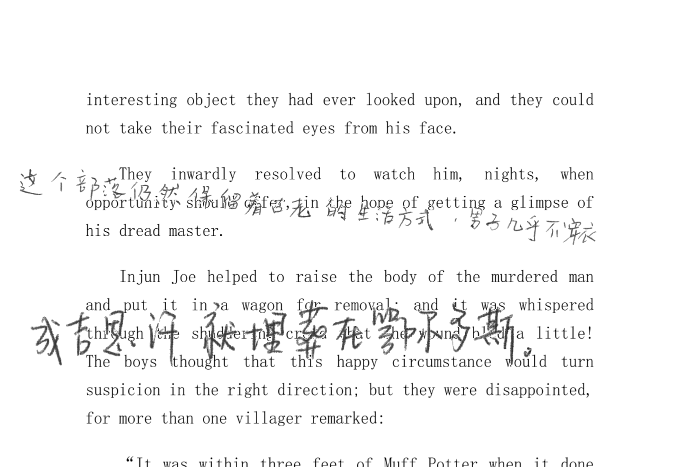 interesting object they had ever looked upon, and they could
not take their fascinated eyes from his face.
They inwardly resolved to watch him, nights, when
这个部落仍然保留着古老的生活方式，男子几乎不穿衣
opportunity should offer, in the hope of getting a glimpse of
his dread master.
Injun Joe helped to raise the body of the murdered man
and put it in a wagon for removal; and it was whispered
through the shuddering crowd that the wound bled a little!
成吉思汗被埋葬在鄂尔多斯。
The boys thought that this happy circumstance would turn
suspicion in the right direction; but they were disappointed,
for more than one villager remarked:
“It was within three feet of Muff Potter when it done